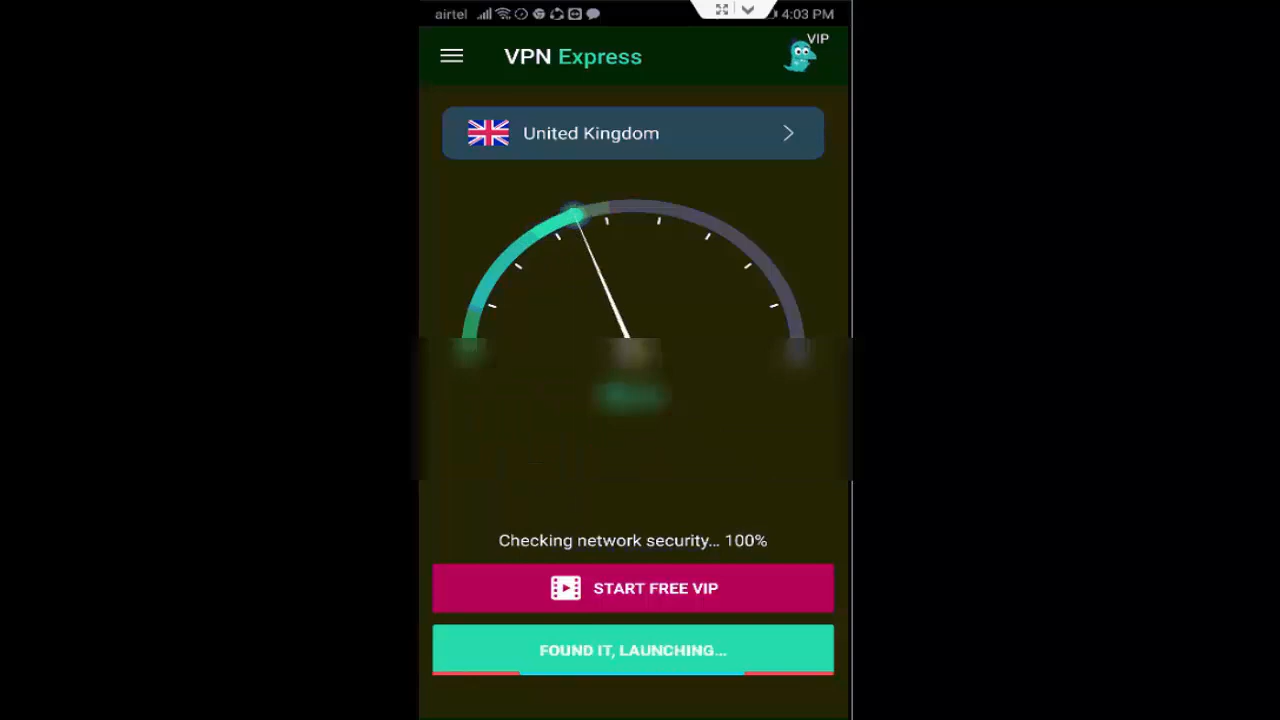 airtel
4:03 PM
VPN Express
VIP
United Kingdom
Checking network security... 100%
START FREE VIP
FOUND IT, LAUNCHING...